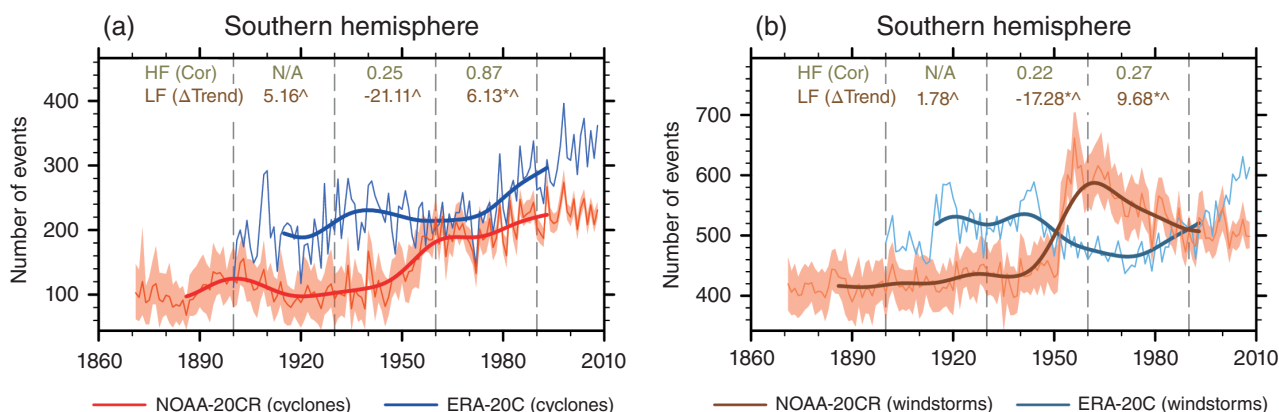 (a) Southern hemisphere
HF (Cor) N/A 0.25 0.87
LF (ΔTrend) 5.16^ -21.11^ 6.13*^
Number of events
400
300
200
100
1860 1890 1920 1950 1980 2010
NOAA-20CR (cyclones) ERA-20C (cyclones)
(b) Southern hemisphere
HF (Cor) N/A 0.22 0.27
LF (ΔTrend) 1.78^ -17.28*^ 9.68*^
Number of events
700
600
500
400
1860 1890 1920 1950 1980 2010
NOAA-20CR (windstorms) ERA-20C (windstorms)